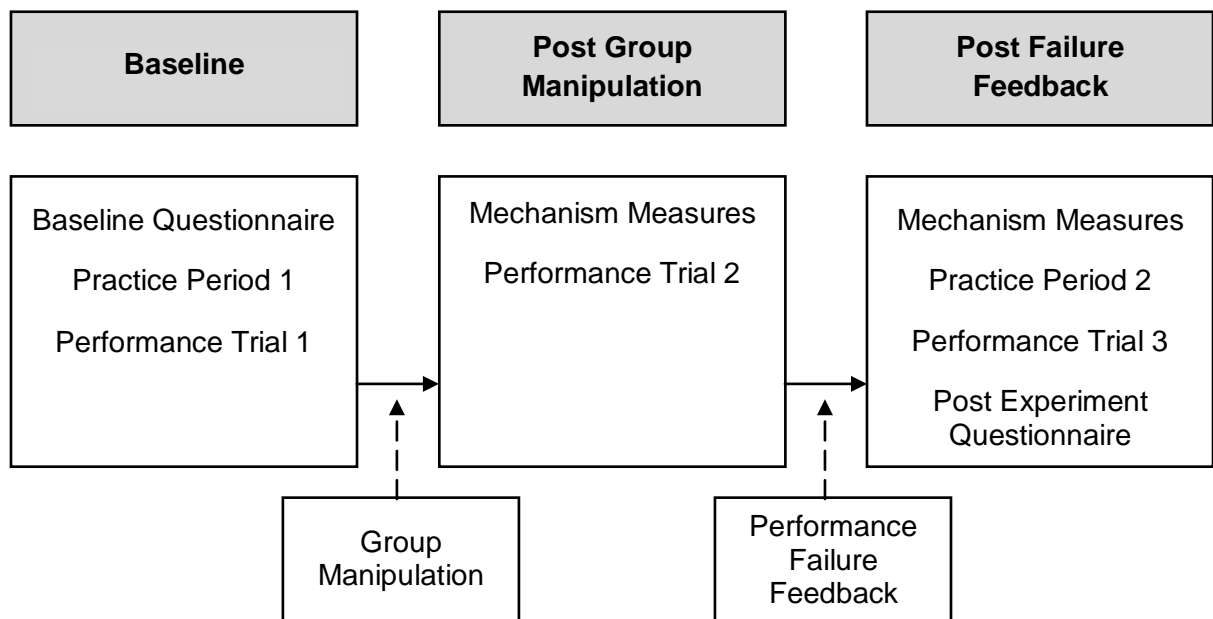 Baseline
Post Group
Manipulation
Post Failure
Feedback
Baseline Questionnaire
Practice Period 1
Performance Trial 1
Mechanism Measures
Performance Trial 2
Mechanism Measures
Practice Period 2
Performance Trial 3
Post Experiment
Questionnaire
Group
Manipulation
Performance
Failure
Feedback